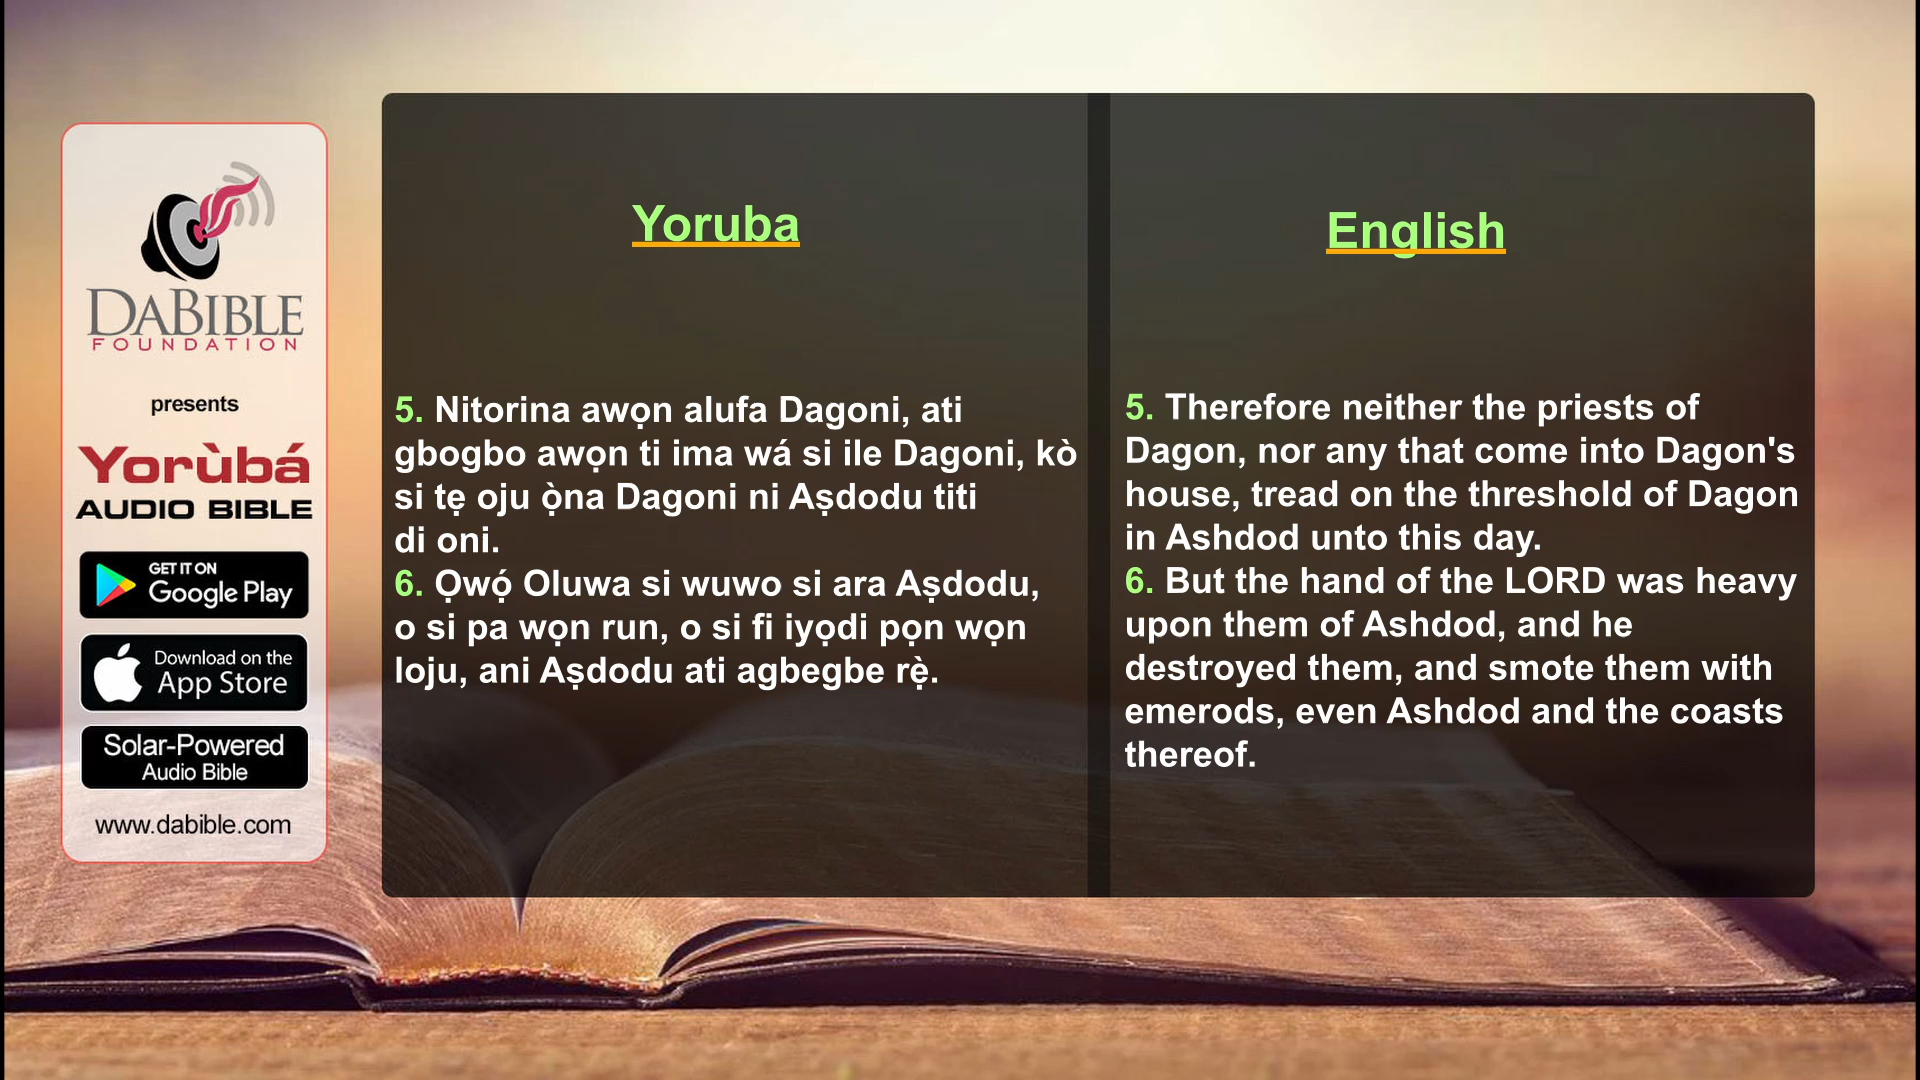 DABIBLE
FOUNDATION
presents
Yorùbá
AUDIO BIBLE
GET IT ON
Google Play
Download on the
App Store
Solar-Powered
Audio Bible
www.dabible.com
Yoruba
5. Nitorina awọn alufa Dagoni, ati
gbogbo awọn ti ima wá si ile Dagoni, kò
si tẹ oju ọ̀na Dagoni ni Aṣdodu titi
di oni.
6. Ọwọ́ Oluwa si wuwo si ara Aṣdodu,
o si pa wọn run, o si fi iyọdi pọn wọn
loju, ani Aṣdodu ati agbegbe rẹ̀.
English
5. Therefore neither the priests of
Dagon, nor any that come into Dagon's
house, tread on the threshold of Dagon
in Ashdod unto this day.
6. But the hand of the LORD was heavy
upon them of Ashdod, and he
destroyed them, and smote them with
emerods, even Ashdod and the coasts
thereof.